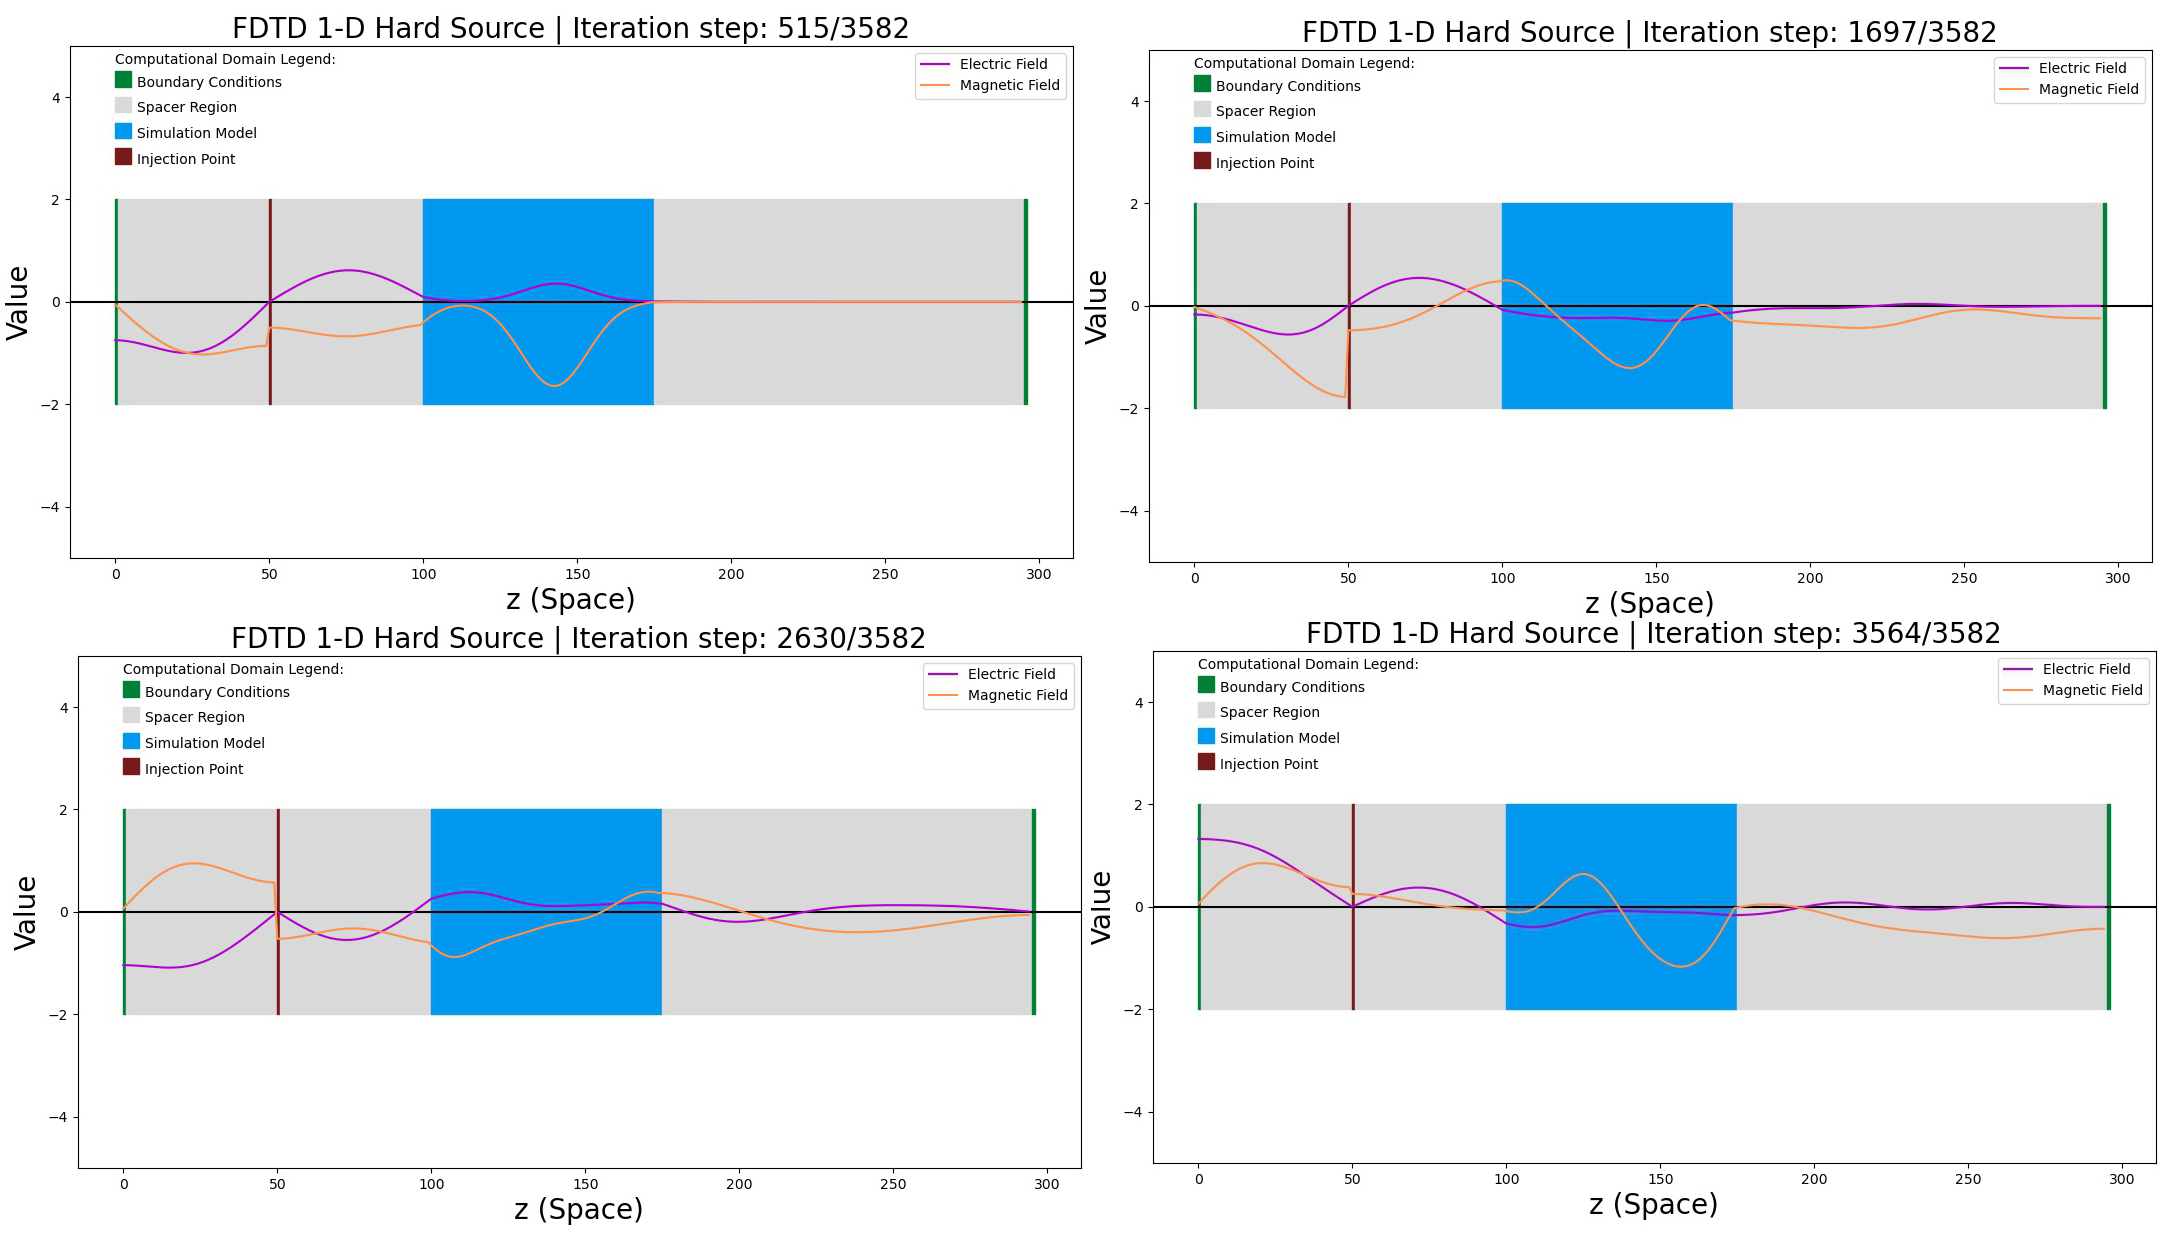 FDTD 1-D Hard Source | Iteration step: 515/3582
Computational Domain Legend:
Boundary Conditions
Spacer Region
Simulation Model
Injection Point
Electric Field
Magnetic Field
4
2
0
−2
−4
Value
0 50 100 150 200 250 300
z (Space)
FDTD 1-D Hard Source | Iteration step: 1697/3582
Computational Domain Legend:
Boundary Conditions
Spacer Region
Simulation Model
Injection Point
Electric Field
Magnetic Field
4
2
0
−2
−4
Value
0 50 100 150 200 250 300
z (Space)
FDTD 1-D Hard Source | Iteration step: 2630/3582
Computational Domain Legend:
Boundary Conditions
Spacer Region
Simulation Model
Injection Point
Electric Field
Magnetic Field
4
2
0
−2
−4
Value
0 50 100 150 200 250 300
z (Space)
FDTD 1-D Hard Source | Iteration step: 3564/3582
Computational Domain Legend:
Boundary Conditions
Spacer Region
Simulation Model
Injection Point
Electric Field
Magnetic Field
4
2
0
−2
−4
Value
0 50 100 150 200 250 300
z (Space)